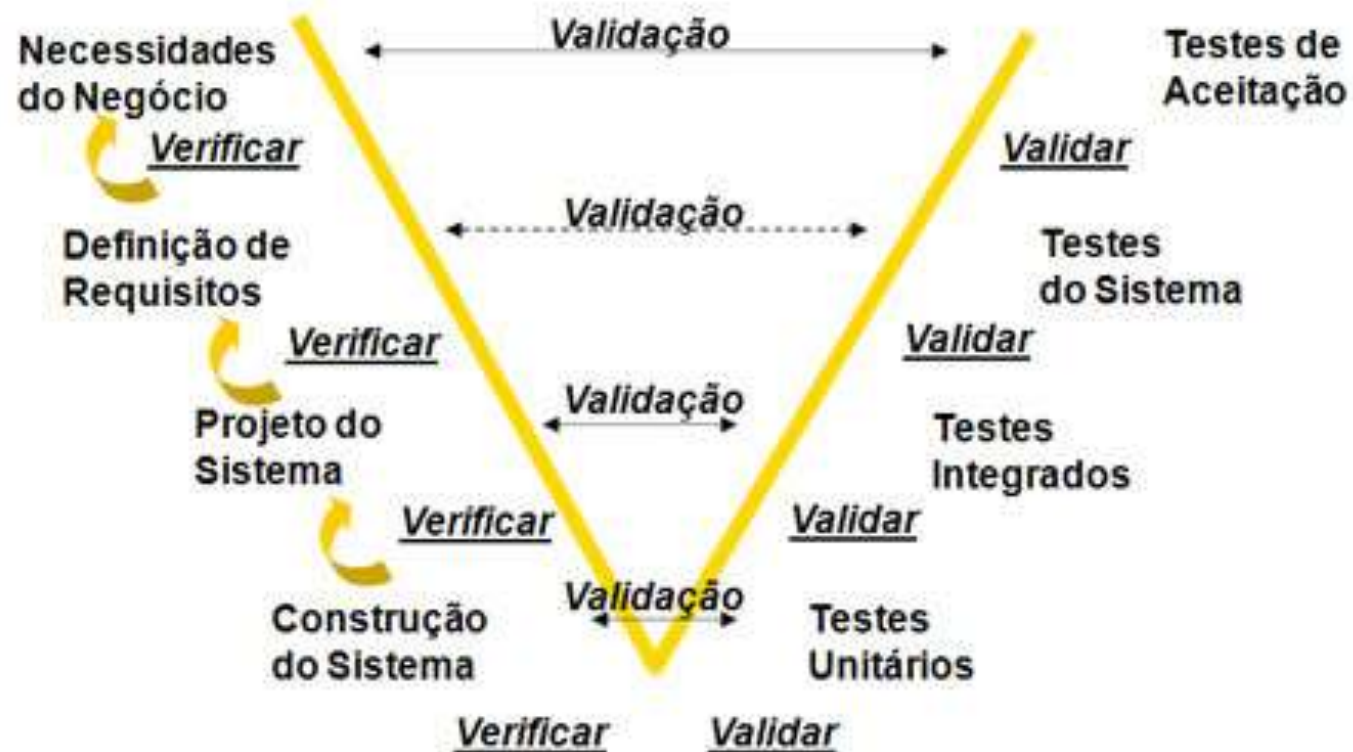 Necessidades
do Negócio
Validação
Testes de
Aceitação
Verificar
Validar
Definição de
Requisitos
Validação
Testes
do Sistema
Verificar
Validar
Projeto do
Sistema
Validação
Testes
Integrados
Verificar
Validar
Construção
do Sistema
Validação
Testes
Unitários
Verificar
Validar